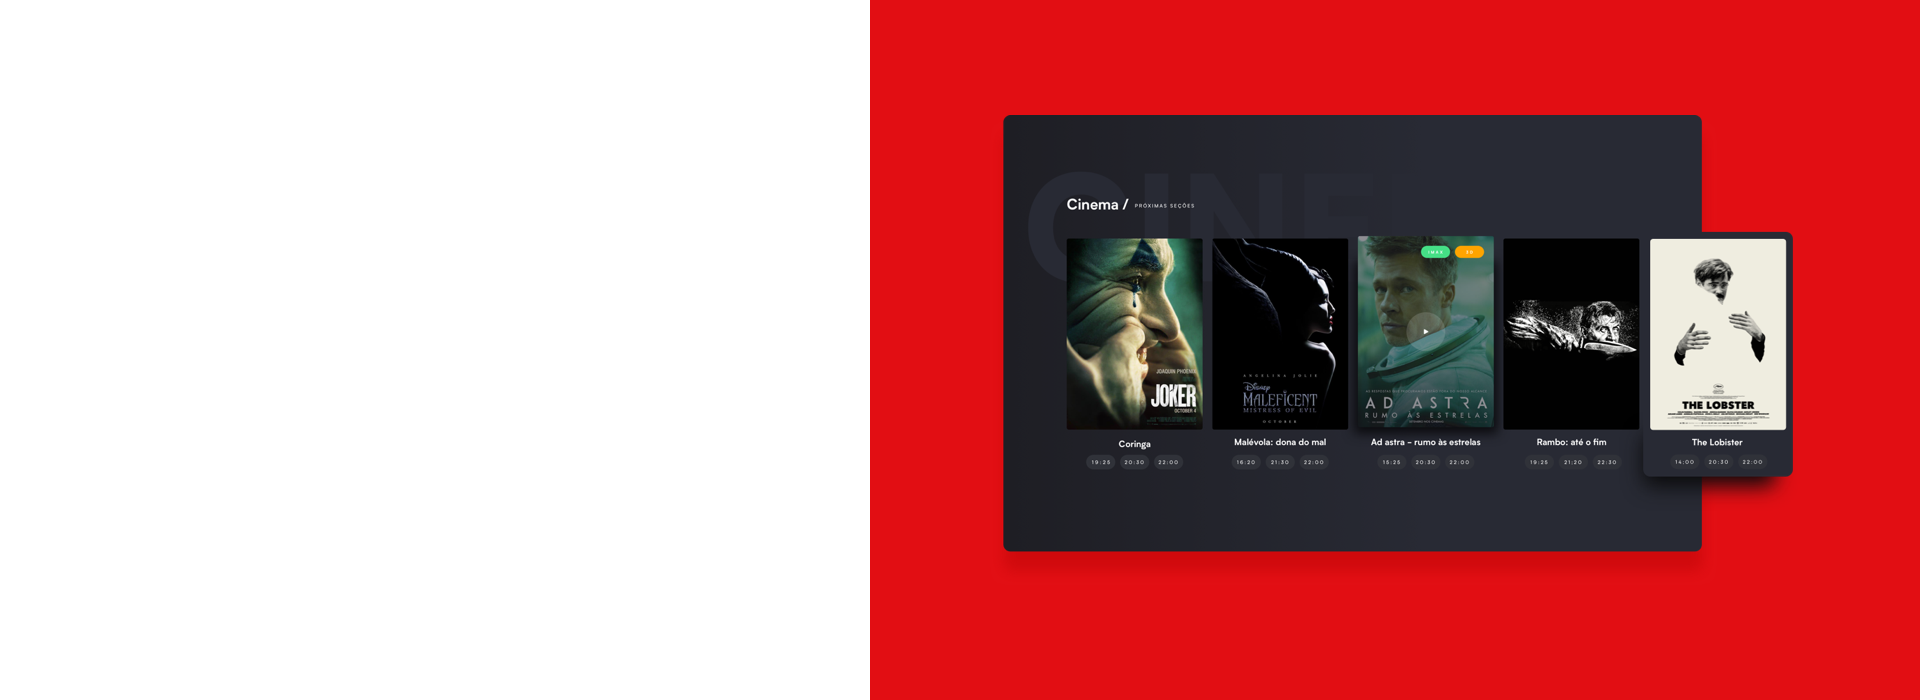 CINE
Cinema / PRÓXIMAS SEÇÕES
JOAQUIN PHOENIX
JOKER
OCTOBER 4
Coringa
19:25 20:30 22:00
ANGELINA JOLIE
Disney
MALEFICENT
MISTRESS OF EVIL
OCTOBER
Malévola: dona do mal
16:20 21:30 22:00
IMAX 3D
AD ASTRA
RUMO ÀS ESTRELAS
Ad astra - rumo às estrelas
15:25 20:30 22:00
Rambo: até o fim
19:25 21:20 22:30
THE LOBSTER
The Lobister
14:00 20:30 22:00